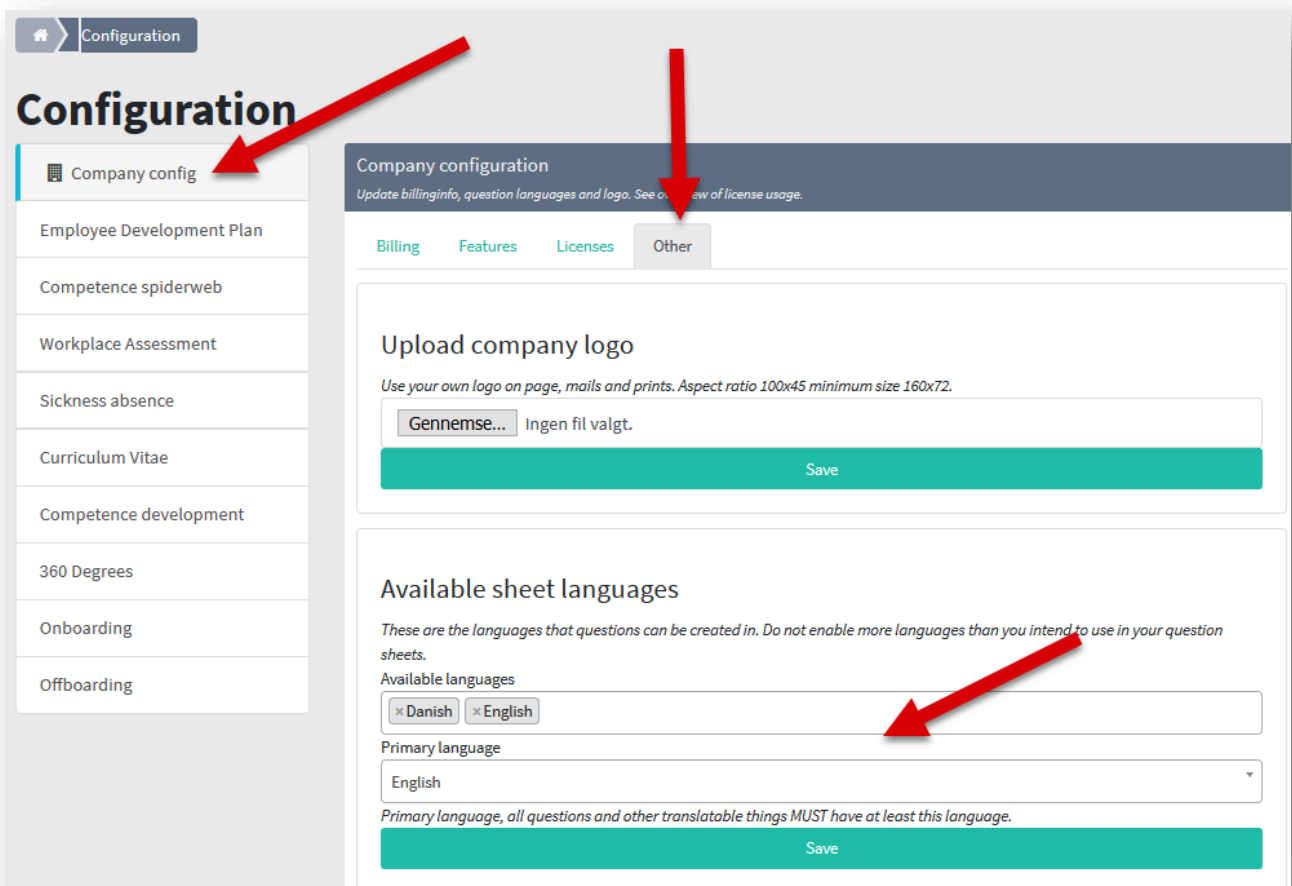 Configuration
Configuration
Company config
Employee Development Plan
Competence spiderweb
Workplace Assessment
Sickness absence
Curriculum Vitae
Competence development
360 Degrees
Onboarding
Offboarding
Company configuration
Update billinginfo, question languages and logo. See of license usage.
Billing Features Licenses Other
Upload company logo
Use your own logo on page, mails and prints. Aspect ratio 100x45 minimum size 160x72.
Gennemse... Ingen fil valgt.
Save
Available sheet languages
These are the languages that questions can be created in. Do not enable more languages than you intend to use in your question
sheets.
Available languages
×Danish ×English
Primary language
English
Primary language, all questions and other translatable things MUST have at least this language.
Save